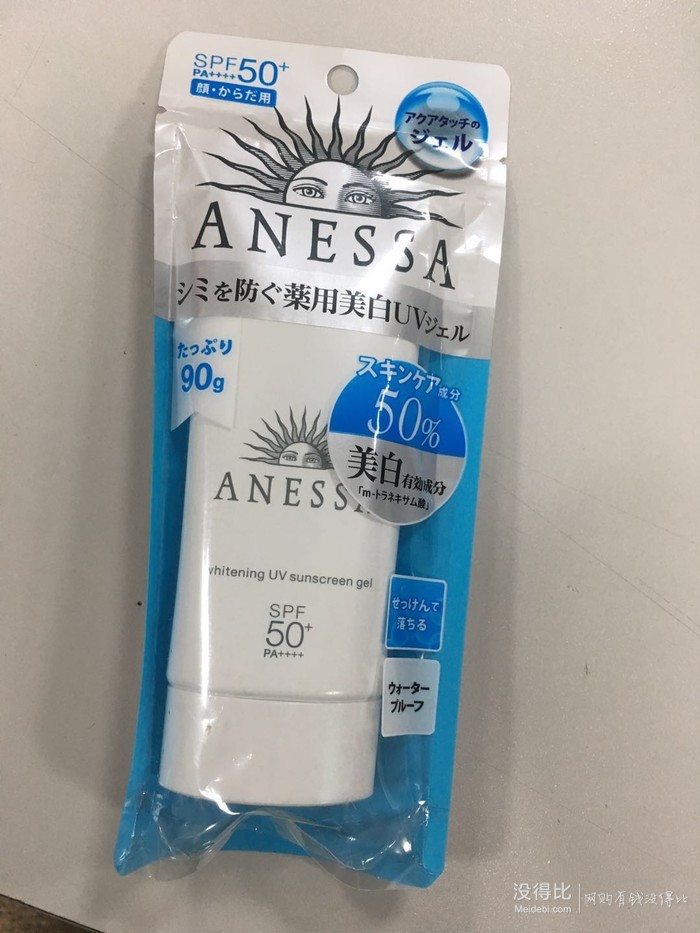 SPF50+
PA++++
顔・からだ用
アクアタッチの
ジェル
ANESSA
シミを防ぐ薬用美白UVジェル
たっぷり
90g
スキンケア成分
50%
美白有効成分
「m-トラネキサム酸」
ANESSA
whitening UV sunscreen gel
SPF
50+
PA++++
せっけんで
落ちる
ウォーター
プルーフ
没得比
Meidebi.com
网购有钱没得比